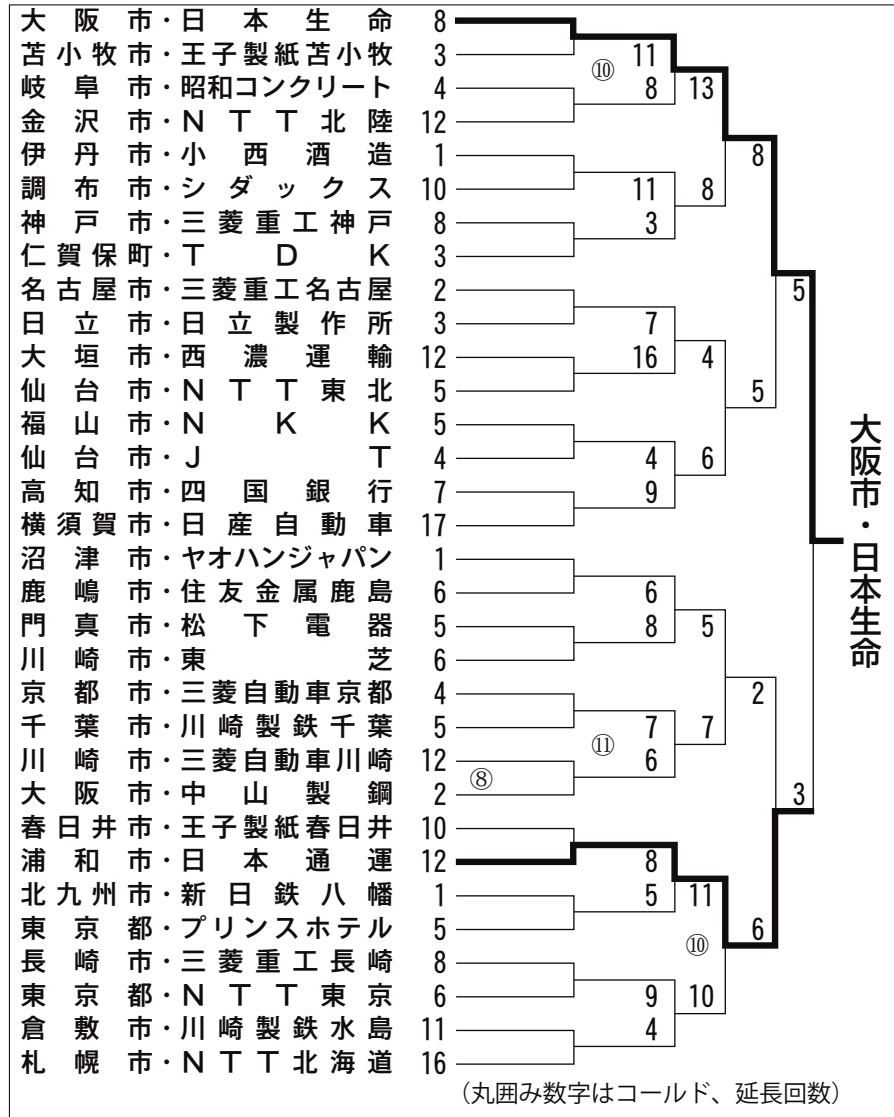 大阪市・日本生命 8
苫小牧市・王子製紙苫小牧 3
岐阜市・昭和コンクリート 4
金沢市・NTT北陸 12
伊丹市・小西酒造 1
調布市・シダックス 10
神戸市・三菱重工神戸 8
仁賀保町・TDK 3
名古屋市・三菱重工名古屋 2
日立市・日立製作所 3
大垣市・西濃運輸 12
仙台市・NTT東北 5
福山市・NKK 5
仙台市・JT 4
高知市・四国銀行 7
横須賀市・日産自動車 17
沼津市・ヤオハンジャパン 1
鹿嶋市・住友金属鹿島 6
門真市・松下電器 5
川崎市・東芝 6
京都市・三菱自動車京都 4
千葉市・川崎製鉄千葉 5
川崎市・三菱自動車川崎 12
大阪市・中山製鋼 2
春日井市・王子製紙春日井 10
浦和市・日本通運 12
北九州市・新日鉄八幡 1
東京都・プリンスホテル 5
長崎市・三菱重工長崎 8
東京都・NTT東京 6
倉敷市・川崎製鉄水島 11
札幌市・NTT北海道 16
⑧
11
⑩
8
11
3
7
16
4
9
6
8
7
⑪
6
8
5
9
4
13
8
4
6
5
7
11
⑩
10
8
5
2
6
5
3
大阪市・日本生命
(丸囲み数字はコールド、延長回数)